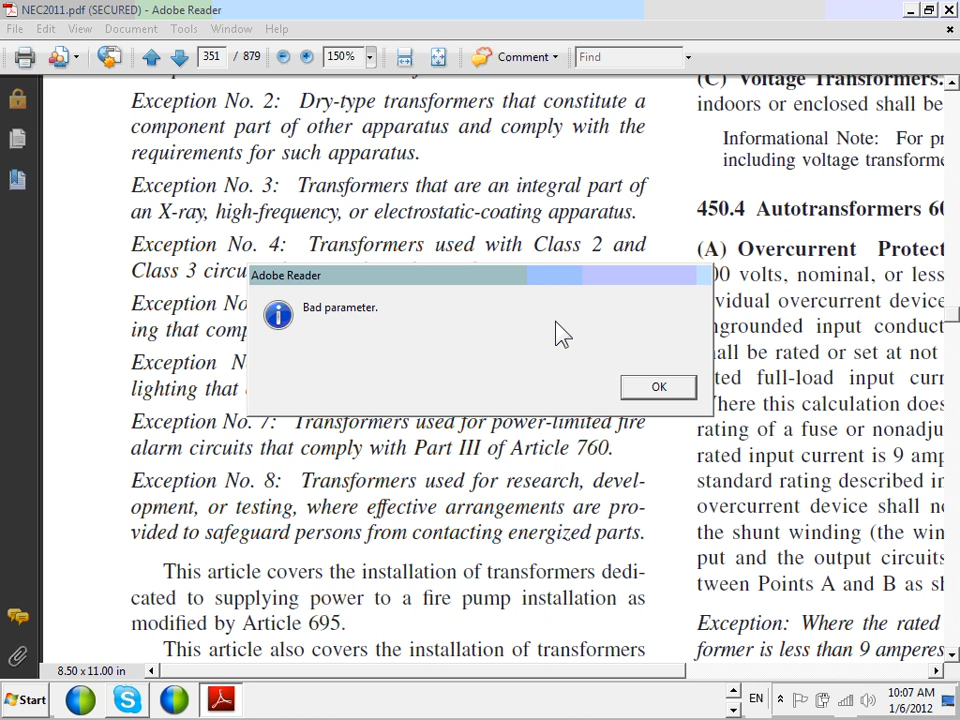 NEC2011.pdf (SECURED) - Adobe Reader
File Edit View Document Tools Window Help
351 / 879 150% Comment Find
Exception No. 2: Dry-type transformers that constitute a
component part of other apparatus and comply with the
requirements for such apparatus.
Exception No. 3: Transformers that are an integral part of
an X-ray, high-frequency, or electrostatic-coating apparatus.
Exception No. 4: Transformers used with Class 2 and
Class 3 circu
Exception No
ing that comp
Exception N
lighting that
Exception No. 7: Transformers used for power-limited fire
alarm circuits that comply with Part III of Article 760.
Exception No. 8: Transformers used for research, devel-
opment, or testing, where effective arrangements are pro-
vided to safeguard persons from contacting energized parts.
This article covers the installation of transformers dedi-
cated to supplying power to a fire pump installation as
modified by Article 695.
This article also covers the installation of transformers
(C) Voltage Transformers.
indoors or enclosed shall be
Informational Note: For pr
including voltage transforme
450.4 Autotransformers 60
(A) Overcurrent Protect
00 volts, nominal, or less
ividual overcurrent device
ngrounded input conduct
hall be rated or set at not
ted full-load input curr
Where this calculation does
rating of a fuse or nonadju
rated input current is 9 amp
standard rating described in
overcurrent device shall no
the shunt winding (the win
put and the output circuits
tween Points A and B as sh
Exception: Where the rated
former is less than 9 amperes
Adobe Reader
Bad parameter.
OK
8.50 x 11.00 in
Start EN 10:07 AM
1/6/2012